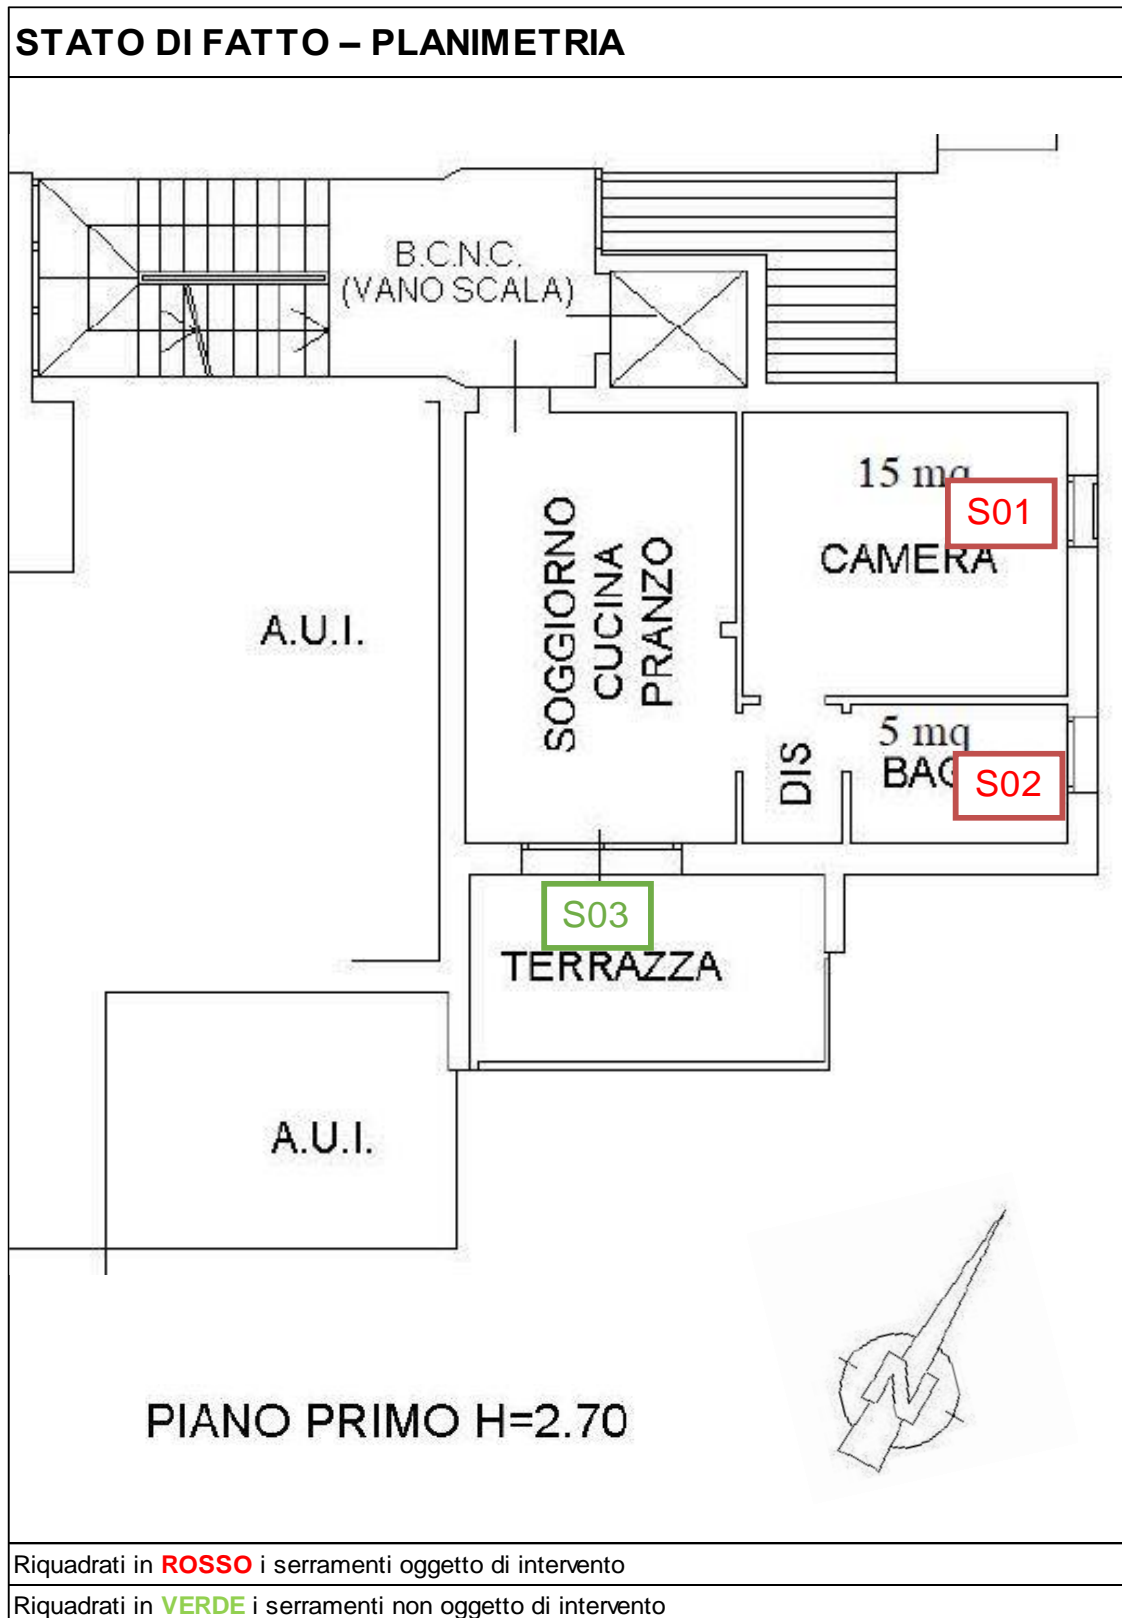 STATO DI FATTO – PLANIMETRIA
B.C.N.C.
(VANO SCALA)
15 mq
S01
CAMERA
SOGGIORNO
CUCINA
PRANZO
A.U.I.
5 mq
BAG
S02
DIS
S03
TERRAZZA
A.U.I.
N
PIANO PRIMO H=2.70
Riquadrati in ROSSO i serramenti oggetto di intervento
Riquadrati in VERDE i serramenti non oggetto di intervento